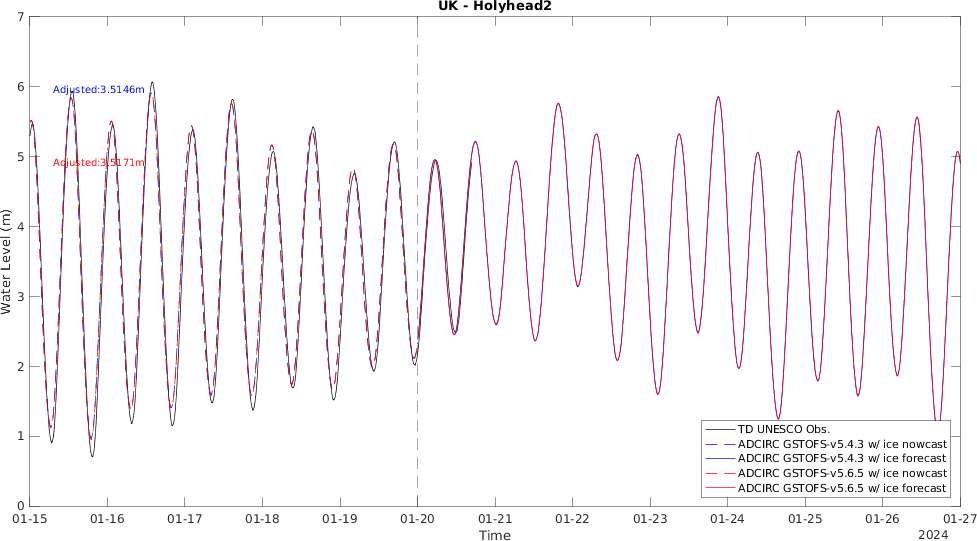 UK - Holyhead2
7
6
5
4
3
2
1
0
Water Level (m)
Adjusted:3.5146m
Adjusted:3.5171m
TD UNESCO Obs.
ADCIRC GSTOFS-v5.4.3 w/ ice nowcast
ADCIRC GSTOFS-v5.4.3 w/ ice forecast
ADCIRC GSTOFS-v5.6.5 w/ ice nowcast
ADCIRC GSTOFS-v5.6.5 w/ ice forecast
01-15 01-16 01-17 01-18 01-19 01-20 01-21 01-22 01-23 01-24 01-25 01-26 01-27
Time
2024